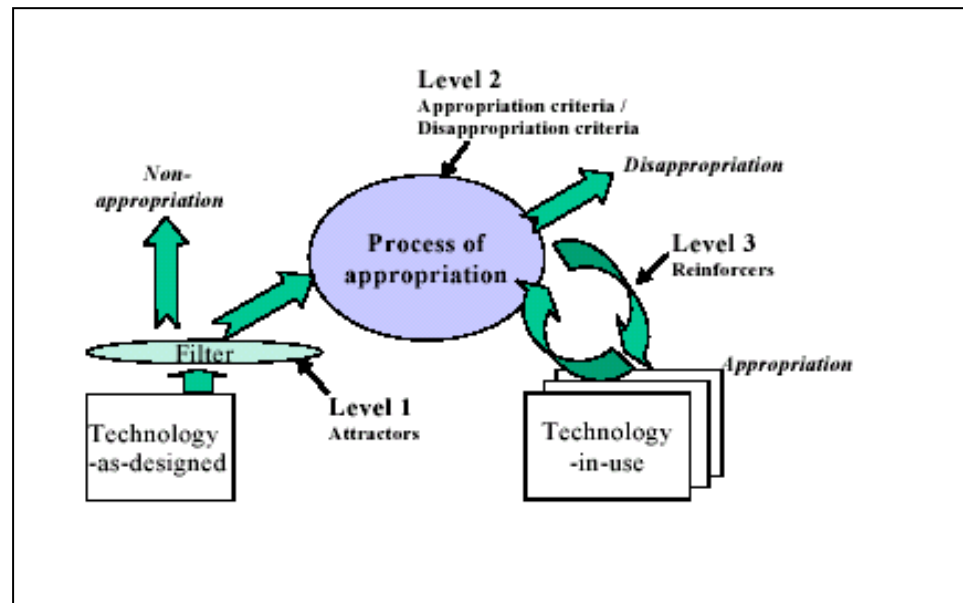 Level 2
Appropriation criteria /
Disappropriation criteria
Non-
appropriation
Disappropriation
Process of
appropriation
Level 3
Reinforcers
Filter
Level 1
Attractors
Appropriation
Technology
-as-designed
Technology
-in-use